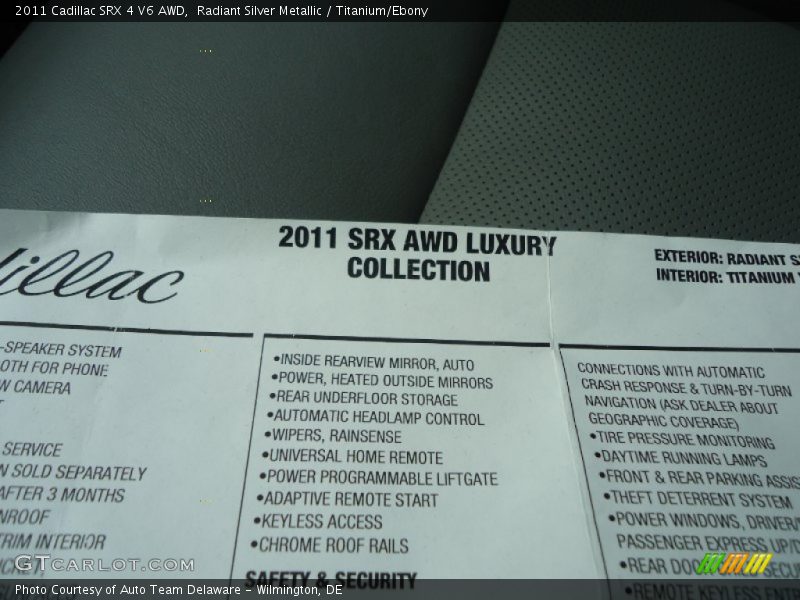 2011 Cadillac SRX 4 V6 AWD,  Radiant Silver Metallic / Titanium/Ebony
2011 SRX AWD LUXURY
COLLECTION
EXTERIOR: RADIANT
INTERIOR: TITANIUM
-SPEAKER SYSTEM
FOR PHONE
CAMERA
SERVICE
SOLD SEPARATELY
AFTER 3 MONTHS
TRIM INTERIOR
•INSIDE REARVIEW MIRROR, AUTO
•POWER, HEATED OUTSIDE MIRRORS
•REAR UNDERFLOOR STORAGE
•AUTOMATIC HEADLAMP CONTROL
•WIPERS, RAINSENSE
•UNIVERSAL HOME REMOTE
•POWER PROGRAMMABLE LIFTGATE
•ADAPTIVE REMOTE START
•KEYLESS ACCESS
•CHROME ROOF RAILS
SAFETY & SECURITY
CONNECTIONS WITH AUTOMATIC
CRASH RESPONSE & TURN-BY-TURN
NAVIGATION (ASK DEALER ABOUT
GEOGRAPHIC COVERAGE)
•TIRE PRESSURE MONITORING
•DAYTIME RUNNING LAMPS
•FRONT & REAR PARKING ASSIS
•THEFT DETERRENT SYSTEM
•POWER WINDOWS, DRIVER/
PASSENGER EXPRESS UP/D
•REAR DOO
•REMOTE KEYLESS ENT
GTCarlot.com
Photo Courtesy of Auto Team Delaware - Wilmington, DE